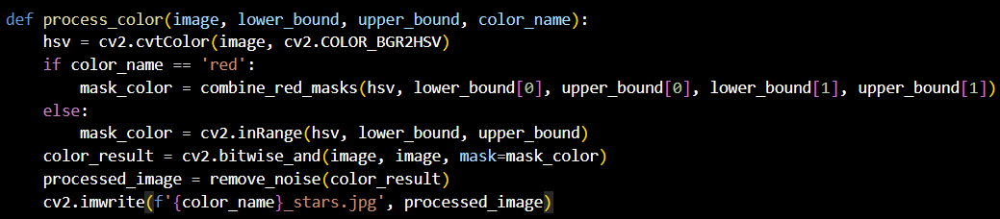 def process_color(image, lower_bound, upper_bound, color_name):
    hsv = cv2.cvtColor(image, cv2.COLOR_BGR2HSV)
    if color_name == 'red':
        mask_color = combine_red_masks(hsv, lower_bound[0], upper_bound[0], lower_bound[1], upper_bound[1])
    else:
        mask_color = cv2.inRange(hsv, lower_bound, upper_bound)
    color_result = cv2.bitwise_and(image, image, mask=mask_color)
    processed_image = remove_noise(color_result)
    cv2.imwrite(f'{color_name}_stars.jpg', processed_image)